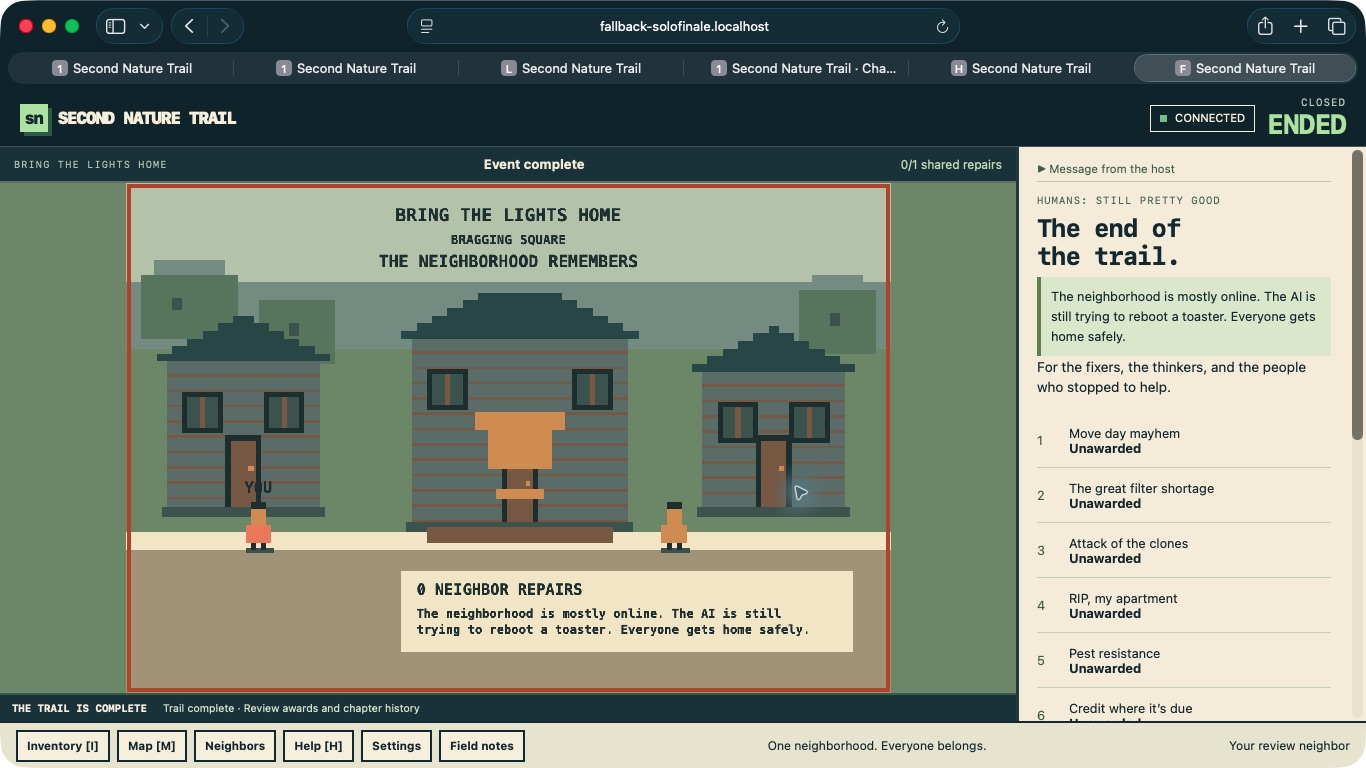 fallback-solofinale.localhost
1 Second Nature Trail
1 Second Nature Trail
L Second Nature Trail
1 Second Nature Trail · Cha...
H Second Nature Trail
F Second Nature Trail
sn SECOND NATURE TRAIL
CONNECTED
CLOSED
ENDED
BRING THE LIGHTS HOME
Event complete
0/1 shared repairs
BRING THE LIGHTS HOME
BRAGGING SQUARE
THE NEIGHBORHOOD REMEMBERS
YOU
0 NEIGHBOR REPAIRS
The neighborhood is mostly online. The AI is still
trying to reboot a toaster. Everyone gets home safely.
THE TRAIL IS COMPLETE
Trail complete · Review awards and chapter history
Message from the host
HUMANS: STILL PRETTY GOOD
The end of
the trail.
The neighborhood is mostly online. The AI is
still trying to reboot a toaster. Everyone gets
home safely.
For the fixers, the thinkers, and the people
who stopped to help.
1 Move day mayhem
Unawarded
2 The great filter shortage
Unawarded
3 Attack of the clones
Unawarded
4 RIP, my apartment
Unawarded
5 Pest resistance
Unawarded
6 Credit where it's due
Inventory [I]
Map [M]
Neighbors
Help [H]
Settings
Field notes
One neighborhood. Everyone belongs.
Your review neighbor